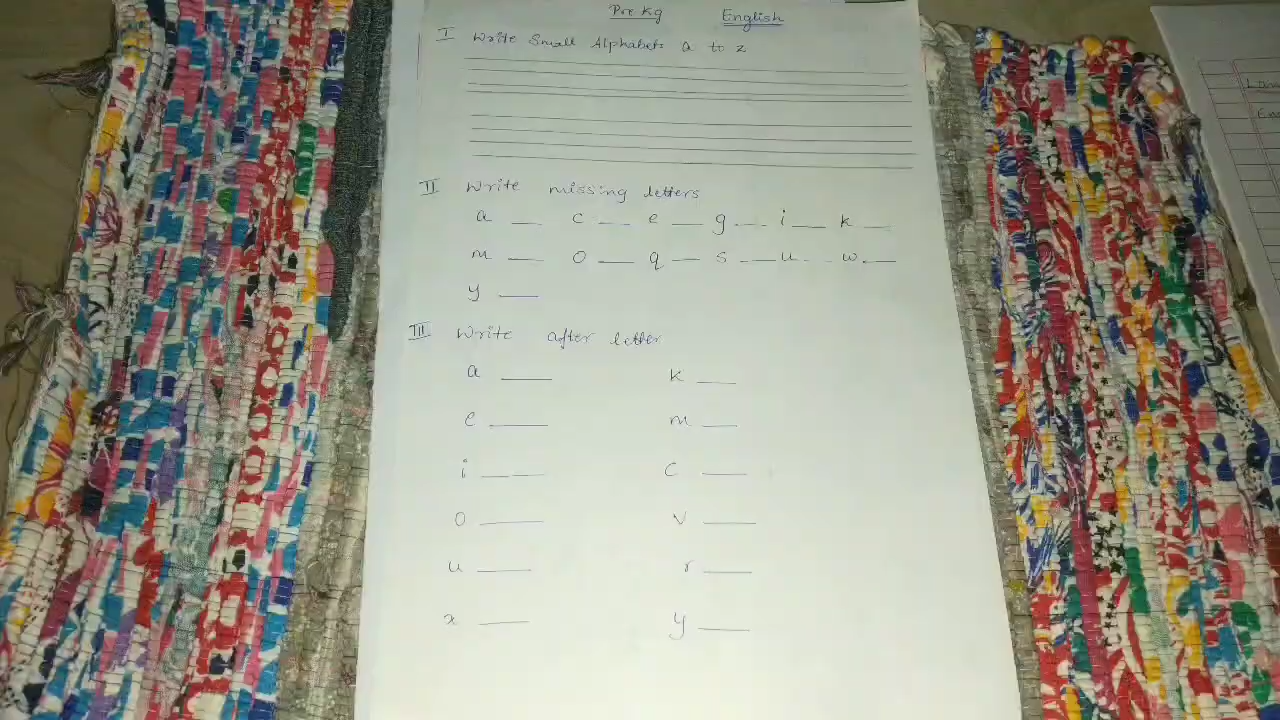 Pre Kg English
I Write Small Alphabets a to z
II Write missing letters
a __ c __ e __ g __ i __ k __
m __ o __ q __ s __ u __ w __
y __
III Write after letter
a __ k __
e __ m __
i __ c __
o __ v __
u __ r __
x __ y __